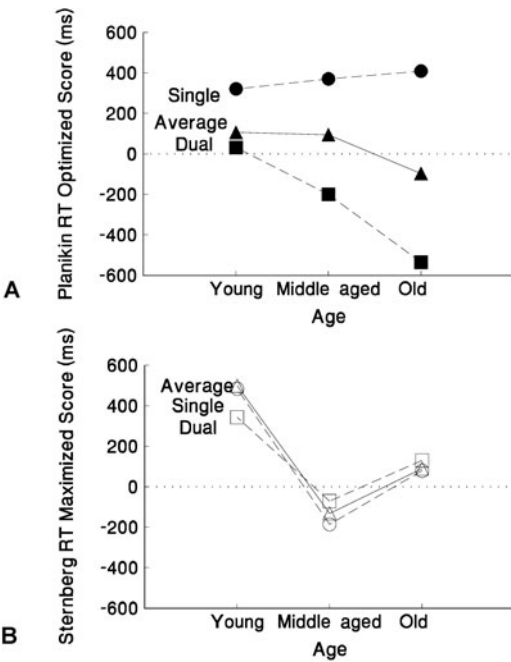 600
400
200
0
-200
-400
-600
Planikin RT Optimized Score (ms)
Single
Average
Dual
Young Middle aged Old
Age
A
600
400
200
0
-200
-400
-600
Sternberg RT Maximized Score (ms)
Average
Single
Dual
Young Middle aged Old
Age
B